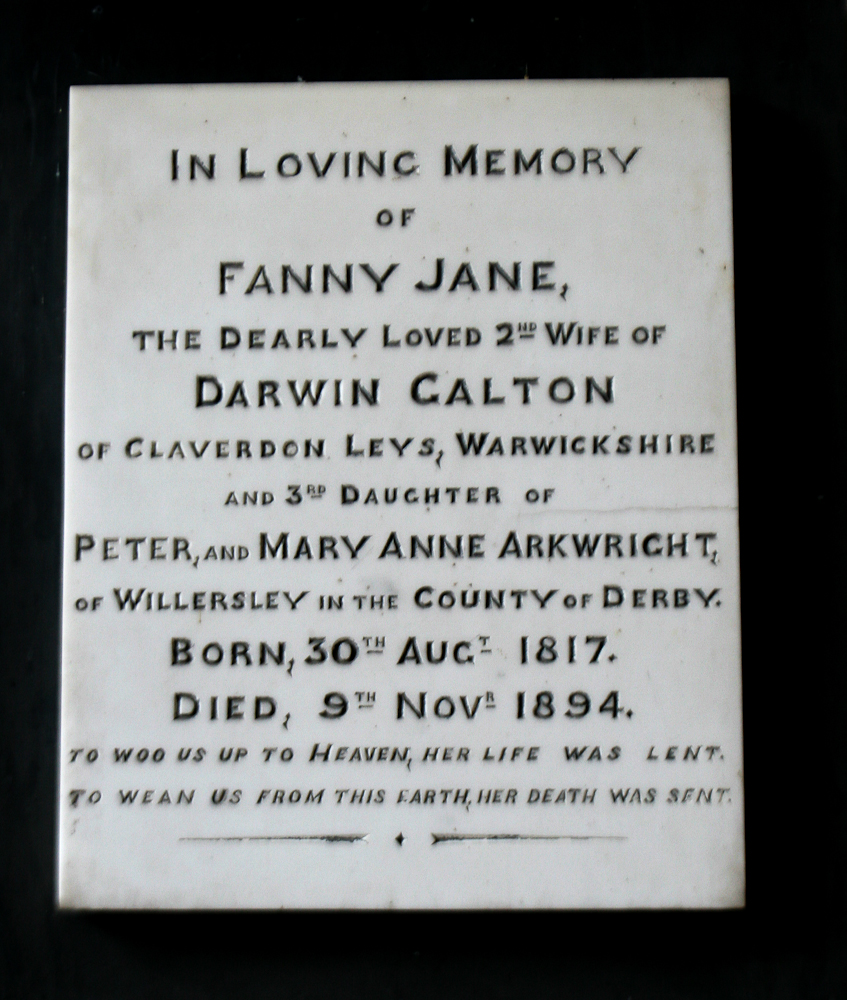 IN LOVING MEMORY
OF
FANNY JANE,
THE DEARLY LOVED 2ND WIFE OF
DARWIN GALTON
OF CLAVERDON LEYS, WARWICKSHIRE
AND 3RD DAUGHTER OF
PETER, AND MARY ANNE ARKWRIGHT,
OF WILLERSLEY IN THE COUNTY OF DERBY.
BORN, 30TH AUGT 1817.
DIED, 9TH NOVR 1894.
TO WOO US UP TO HEAVEN, HER LIFE WAS LENT.
TO WEAN US FROM THIS EARTH, HER DEATH WAS SENT.